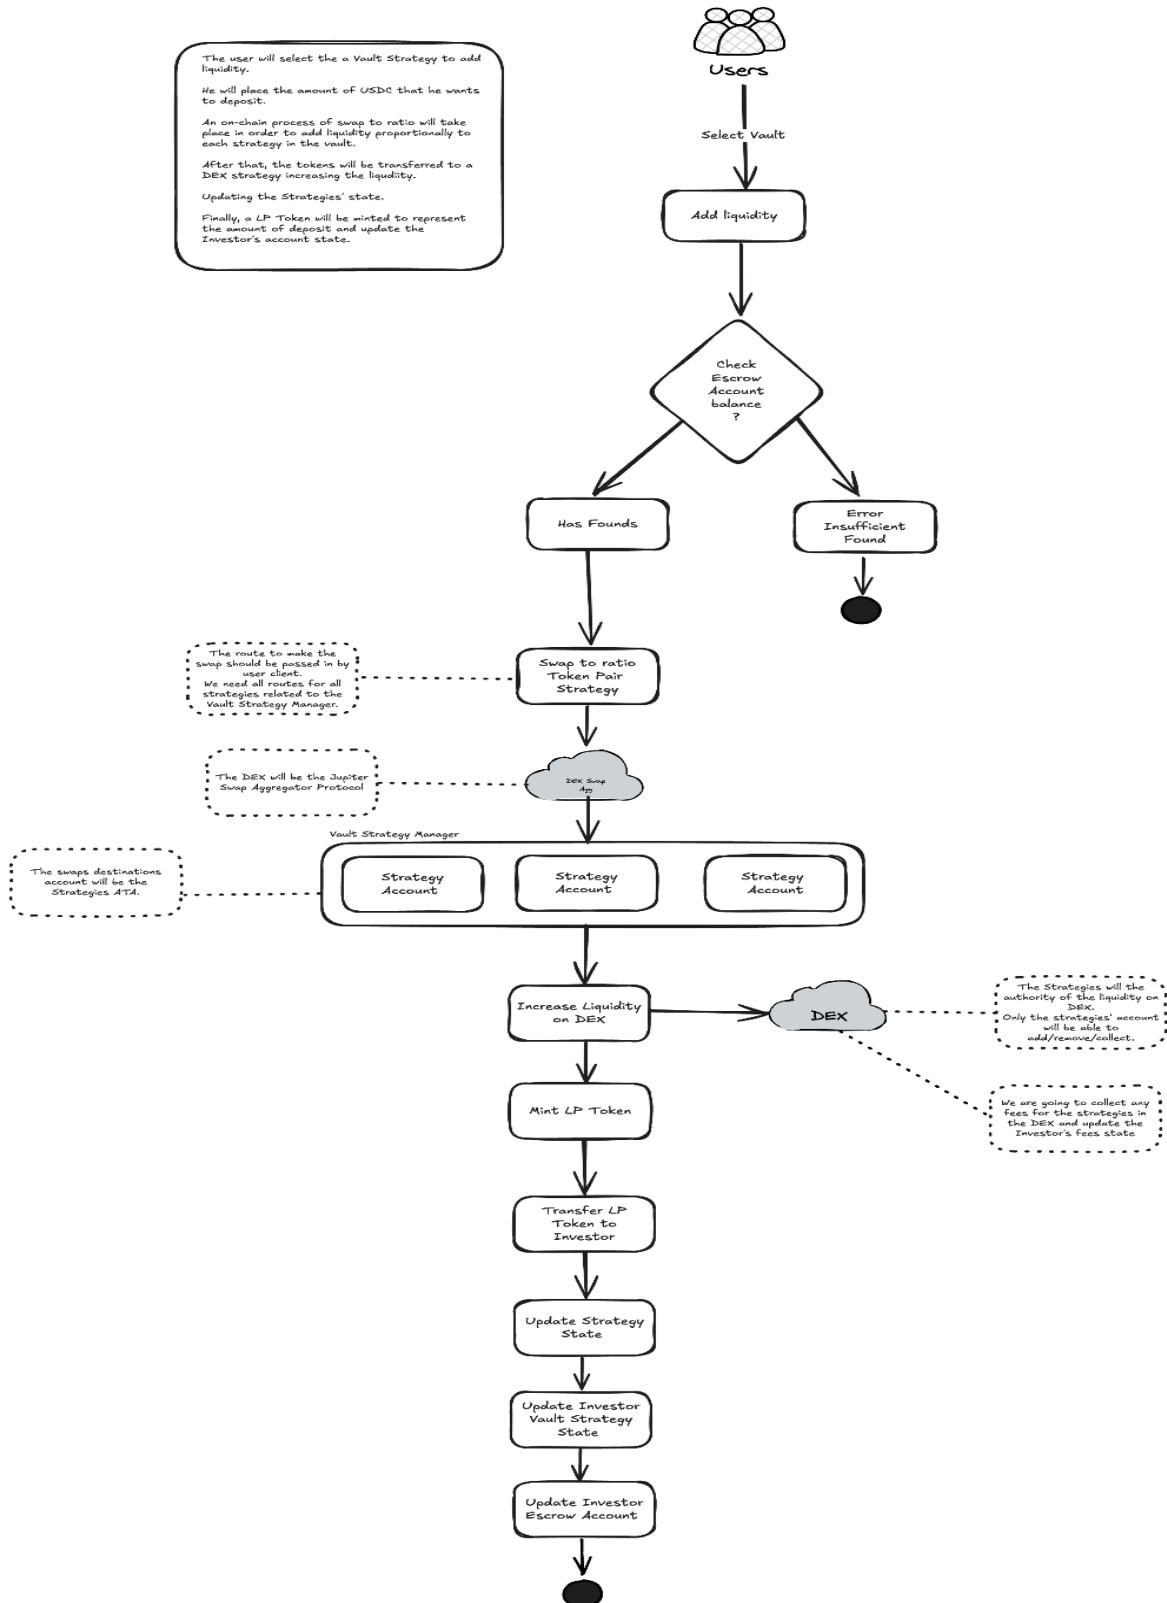 The user will select the a Vault Strategy to add
liquidity.
He will place the amount of USDC that he wants
to deposit.
An on-chain process of swap to ratio will take
place in order to add liquidity proportionally to
each strategy in the vault.
After that, the tokens will be transferred to a
DEX strategy increasing the liqudiity.
Updating the Strategies' state.
Finally, a LP Token will be minted to represent
the amount of deposit and update the
Investor's account state.
Users
Select Vault
Add liquidity
Check
Escrow
Account
balance
?
Has Founds
Error
Insufficient
Found
The route to make the
swap should be passed in by
user client.
We need all routes for all
strategies related to the
Vault Strategy Manager.
Swap to ratio
Token Pair
Strategy
The DEX will be the Jupiter
Swap Aggregator Protocol
DEX Swap
Agg
Vault Strategy Manager
The swaps destinations
account will be the
Strategies ATA.
Strategy
Account
Strategy
Account
Strategy
Account
Increase Liquidity
on DEX
DEX
The Strategies will the
authority of the liquidity on
DEX.
Only the strategies' account
will be able to
add/remove/collect.
Mint LP Token
We are going to collect any
fees for the strategies in
the DEX and update the
Investor's fees state
Transfer LP
Token to
Investor
Update Strategy
State
Update Investor
Vault Strategy
State
Update Investor
Escrow Account